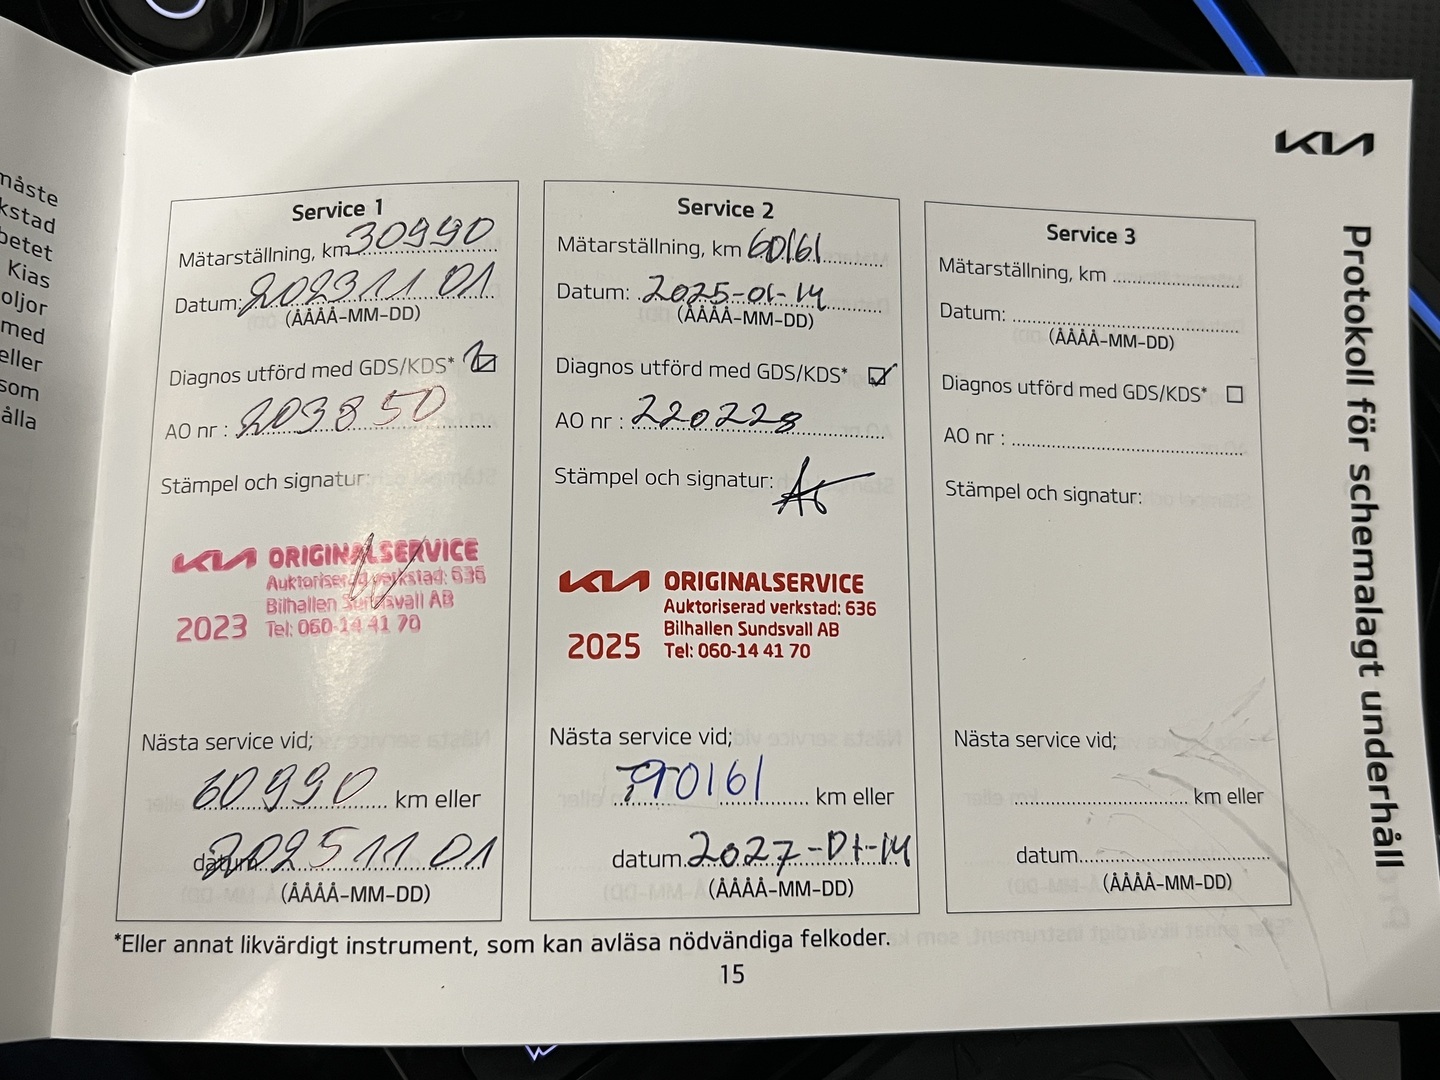 måste
kstad
betet
Kias
oljor
med
eller
som
ålla
KIA
Protokoll för schemalagt underhåll
Service 1
Mätarställning, km 30990
Datum: 20231101
(ÅÅÅÅ-MM-DD)
Diagnos utförd med GDS/KDS*
AO nr : 203850
Stämpel och signatur:
KIA ORIGINALSERVICE
Auktoriserad verkstad: 636
Bilhallen Sundsvall AB
2023 Tel: 060-14 41 70
Nästa service vid;
60990 km eller
datum 20251101
(ÅÅÅÅ-MM-DD)
Service 2
Mätarställning, km 60161
Datum: 2025-01-14
(ÅÅÅÅ-MM-DD)
Diagnos utförd med GDS/KDS*
AO nr : 220228
Stämpel och signatur:
KIA ORIGINALSERVICE
Auktoriserad verkstad: 636
Bilhallen Sundsvall AB
2025 Tel: 060-14 41 70
Nästa service vid;
km eller
datum 2027-01-14
(ÅÅÅÅ-MM-DD)
Service 3
Mätarställning, km
Datum:
(ÅÅÅÅ-MM-DD)
Diagnos utförd med GDS/KDS*
AO nr :
Stämpel och signatur:
Nästa service vid;
km eller
datum
(ÅÅÅÅ-MM-DD)
*Eller annat likvärdigt instrument, som kan avläsa nödvändiga felkoder.
15